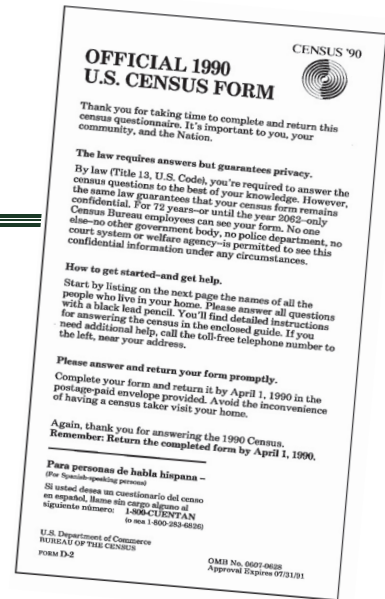 CENSUS '90
OFFICIAL 1990
U.S. CENSUS FORM
Thank you for taking time to complete and return this
census questionnaire. It's important to you, your
community, and the Nation.
The law requires answers but guarantees privacy.
By law (Title 13, U.S. Code), you're required to answer the
census questions to the best of your knowledge. However,
the same law guarantees that your census form remains
confidential. For 72 years--or until the year 2062--only
Census Bureau employees can see your form. No one
else--no other government body, no police department, no
court system or welfare agency--is permitted to see this
confidential information under any circumstances.
How to get started--and get help.
Start by listing on the next page the names of all the
people who live in your home. Please answer all questions
with a black lead pencil. You'll find detailed instructions
for answering the census in the enclosed guide. If you
need additional help, call the toll-free telephone number to
the left, near your address.
Please answer and return your form promptly.
Complete your form and return it by April 1, 1990 in the
postage-paid envelope provided. Avoid the inconvenience
of having a census taker visit your home.
Again, thank you for answering the 1990 Census.
Remember: Return the completed form by April 1, 1990.
Para personas de habla hispana --
(For Spanish-speaking persons)
Si usted desea un cuestionario del censo
en español, llame sin cargo alguno al
siguiente número: 1-800-CUENTAN
(o sea 1-800-283-6826)
U.S. Department of Commerce
BUREAU OF THE CENSUS
FORM D-2
OMB No. 0607-0628
Approval Expires 07/31/91